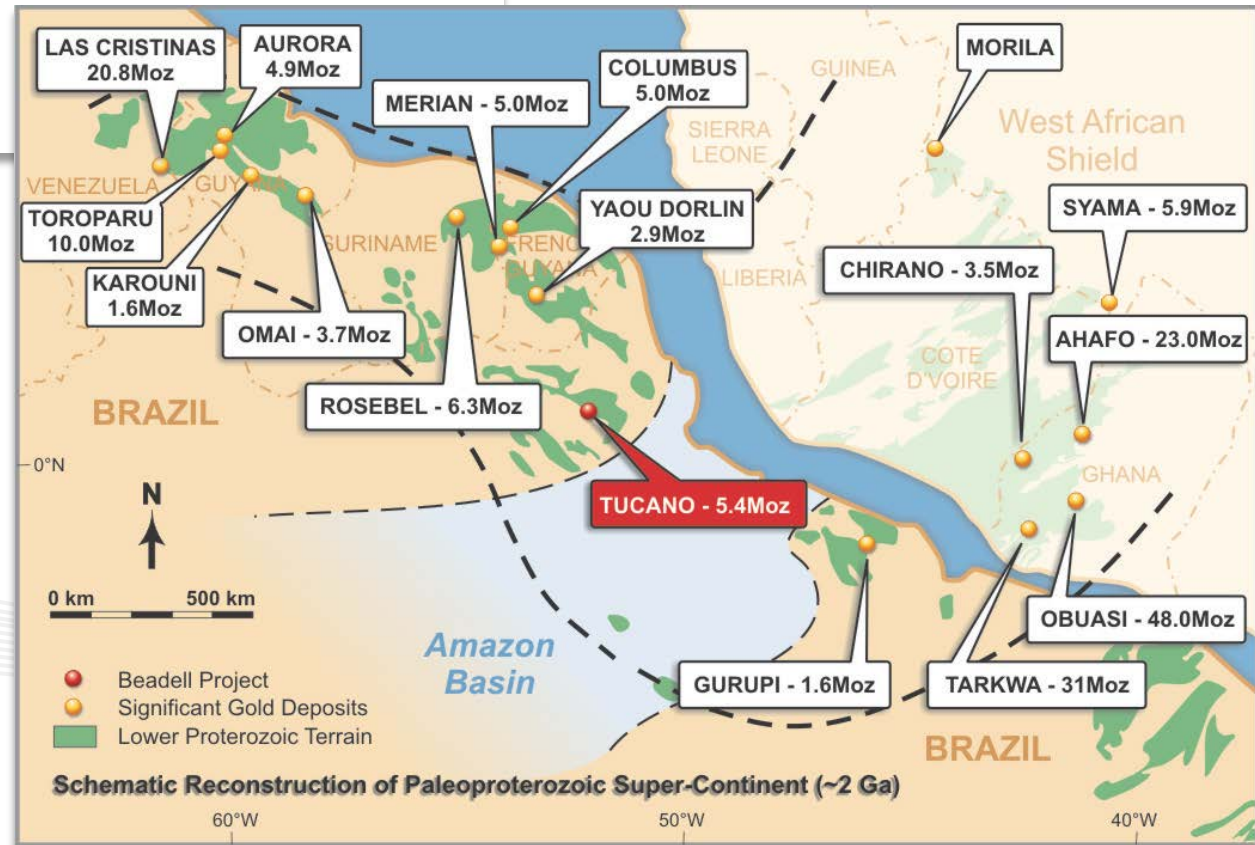 LAS CRISTINAS
20.8Moz
AURORA
4.9Moz
MERIAN - 5.0Moz
COLUMBUS
5.0Moz
GUINEA
MORILA
SIERRA
LEONE
West African
Shield
VENEZUELA
GUYANA
TOROPARU
10.0Moz
KAROUNI
1.6Moz
OMAI - 3.7Moz
SURINAME
FRENCH
GUYANA
YAOU DORLIN
2.9Moz
LIBERIA
CHIRANO - 3.5Moz
SYAMA - 5.9Moz
AHAFO - 23.0Moz
COTE
D'VOIRE
BRAZIL
ROSEBEL - 6.3Moz
0°N
GHANA
N
TUCANO - 5.4Moz
0 km
500 km
OBUASI - 48.0Moz
Amazon
Basin
GURUPI - 1.6Moz
TARKWA - 31Moz
Beadell Project
Significant Gold Deposits
Lower Proterozoic Terrain
BRAZIL
Schematic Reconstruction of Paleoproterozoic Super-Continent (~2 Ga)
60°W
50°W
40°W